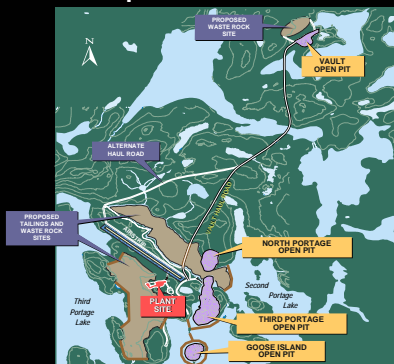 PROPOSED
WASTE ROCK
SITE
N
VAULT
OPEN PIT
ALTERNATE
HAUL ROAD
VAULT HAUL ROAD
PROPOSED
TAILINGS AND
WASTE ROCK
SITES
AIRSTRIP
NORTH PORTAGE
OPEN PIT
PLANT
SITE
Second
Portage
Lake
Third
Portage
Lake
THIRD PORTAGE
OPEN PIT
GOOSE ISLAND
OPEN PIT